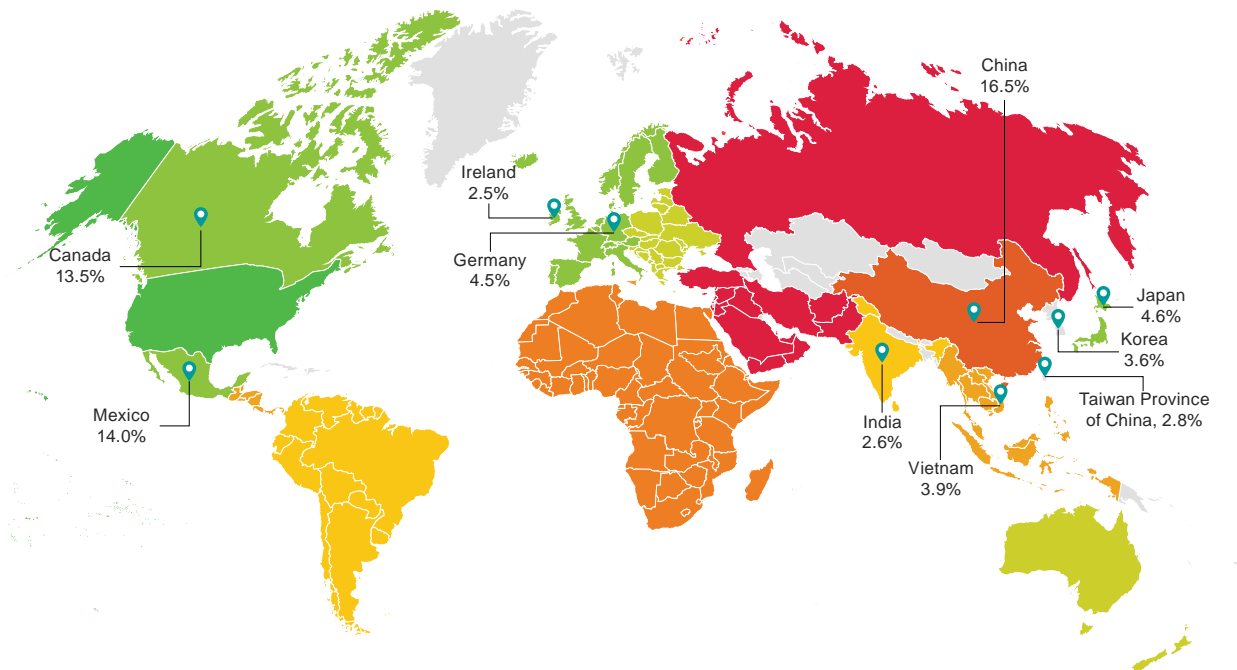 China
16.5%
Ireland
2.5%
Canada
13.5%
Germany
4.5%
Japan
4.6%
Korea
3.6%
Mexico
14.0%
India
2.6%
Taiwan Province
of China, 2.8%
Vietnam
3.9%